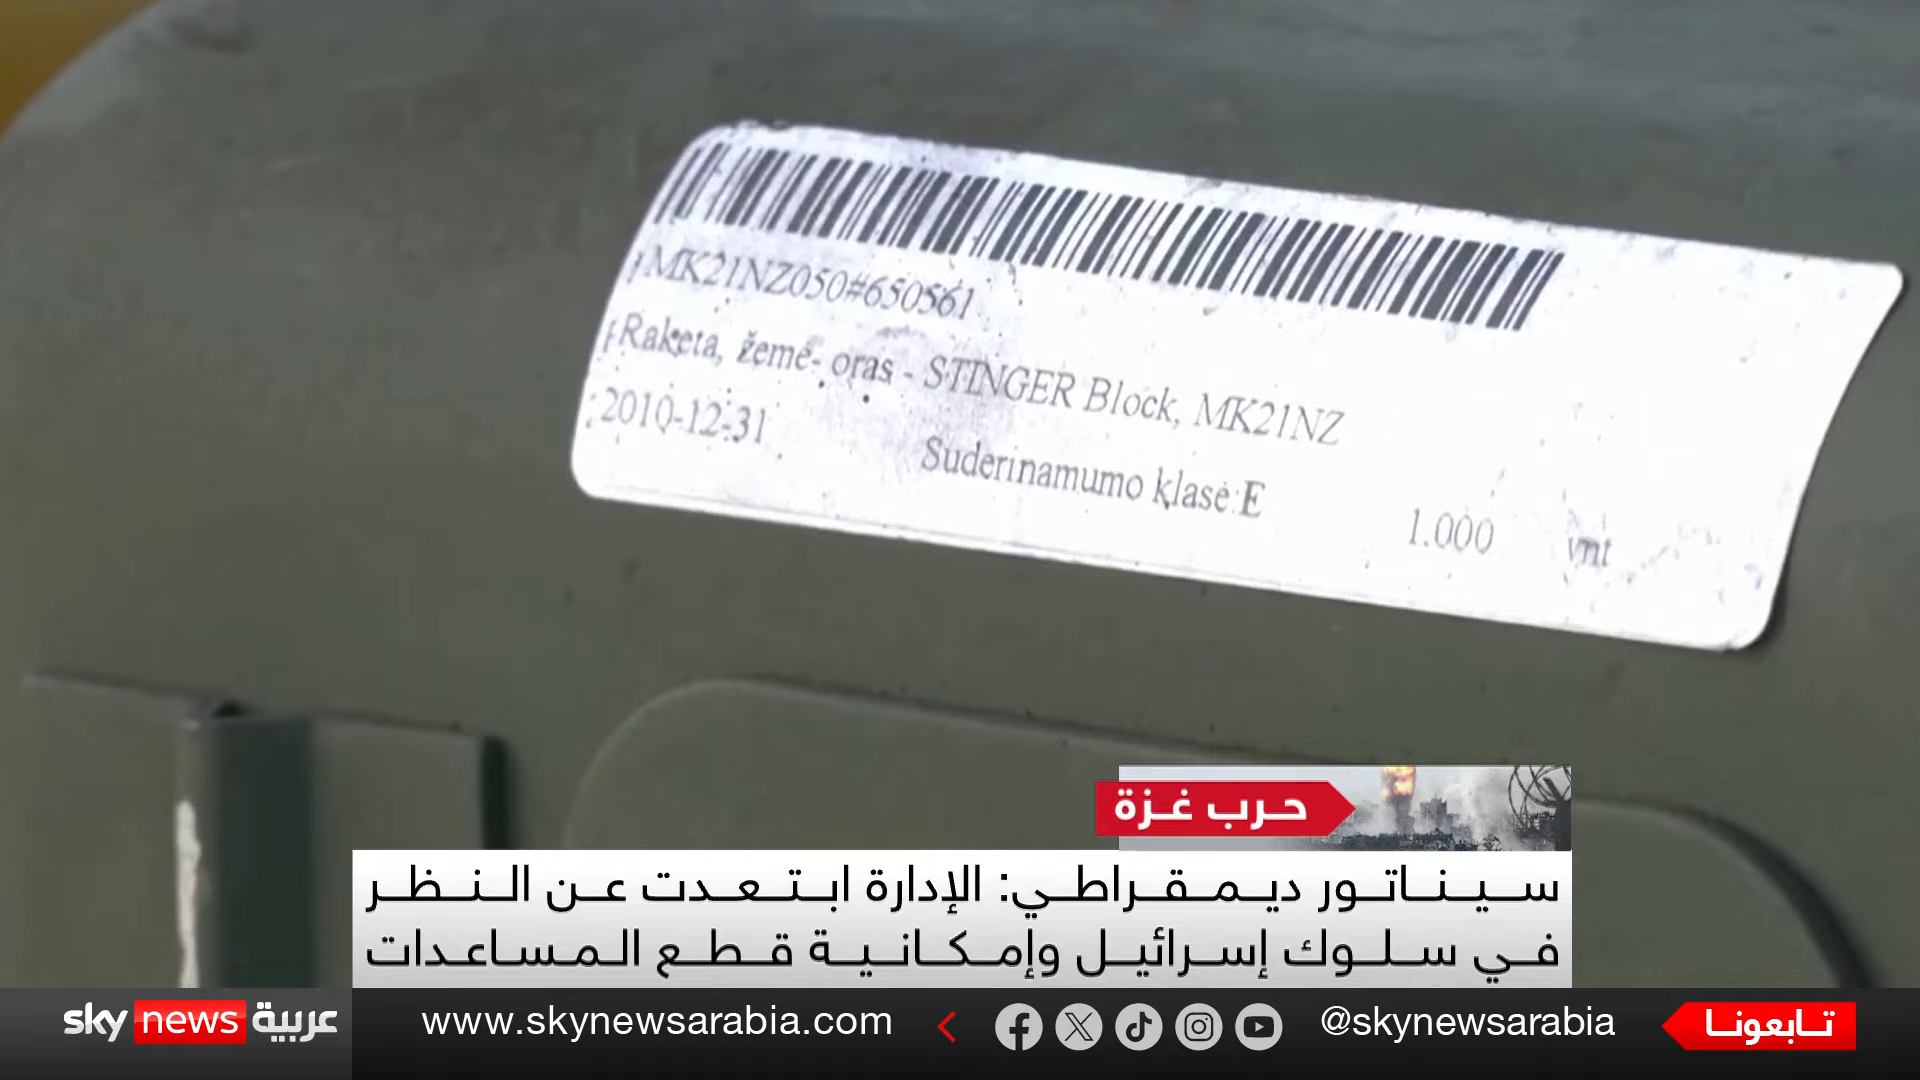 MK21NZ050#650561
Raketa, žemė- oras - STINGER Block, MK21NZ
2010-12-31
Suderinamumo klasė:E
1.000 vnt
حرب غزة
سيناتور ديمقراطي: الإدارة ابتعدت عن النظر
في سلوك إسرائيل وإمكانية قطع المساعدات
sky news عربية
www.skynewsarabia.com
@skynewsarabia
تابعونا